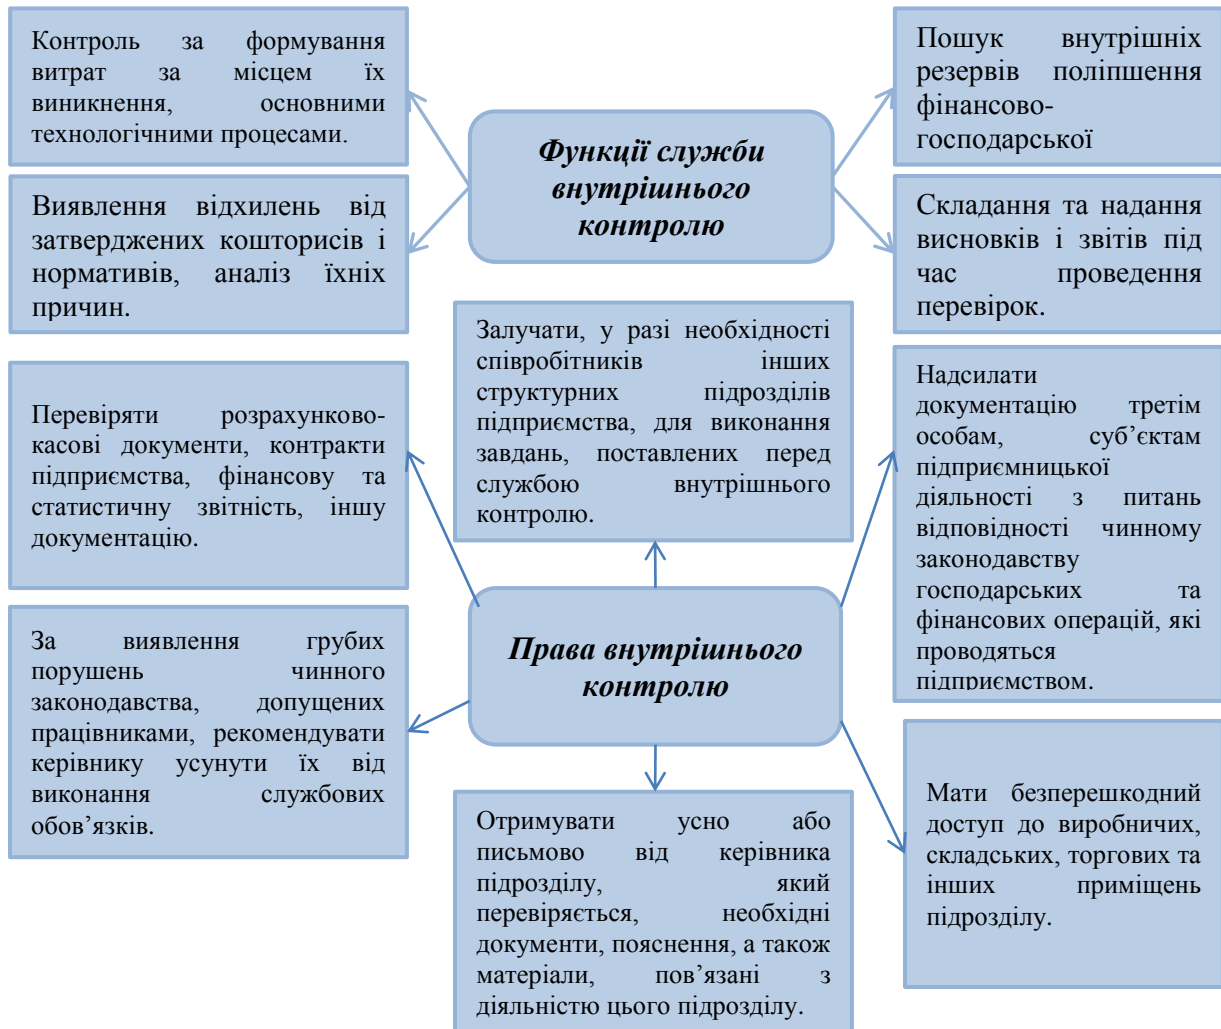 Контроль за формування
витрат за місцем їх
виникнення, основними
технологічними процесами.
Пошук внутрішніх
резервів поліпшення
фінансово-
господарської
Функції служби
внутрішнього
контролю
Виявлення відхилень від
затверджених кошторисів і
нормативів, аналіз їхніх
причин.
Складання та надання
висновків і звітів під
час проведення
перевірок.
Залучати, у разі необхідності
співробітників інших
структурних підрозділів
підприємства, для виконання
завдань, поставлених перед
службою внутрішнього
контролю.
Перевіряти розрахунково-
касові документи, контракти
підприємства, фінансову та
статистичну звітність, іншу
документацію.
Надсилати
документацію третім
особам, суб’єктам
підприємницької
діяльності з питань
відповідності чинному
законодавству
господарських та
фінансових операцій, які
проводяться
підприємством.
Права внутрішнього
контролю
За виявлення грубих
порушень чинного
законодавства, допущених
працівниками, рекомендувати
керівнику усунути їх від
виконання службових
обов’язків.
Отримувати усно або
письмово від керівника
підрозділу, який
перевіряється, необхідні
документи, пояснення, а також
матеріали, пов’язані з
діяльністю цього підрозділу.
Мати безперешкодний
доступ до виробничих,
складських, торгових та
інших приміщень
підрозділу.